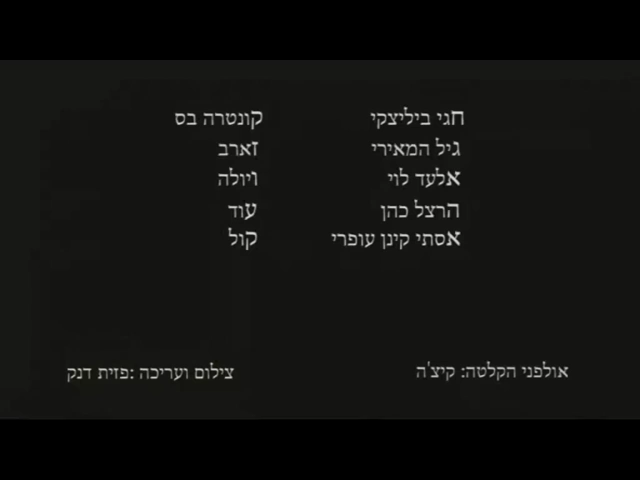 חגי ביליצקי קונטרה בס
גיל המאירי זארב
אלעד לוי ויולה
הרצל כהן עוד
אסתי קינן עופרי קול
אולפני הקלטה: קיצ'ה
צילום ועריכה :פזית דנק